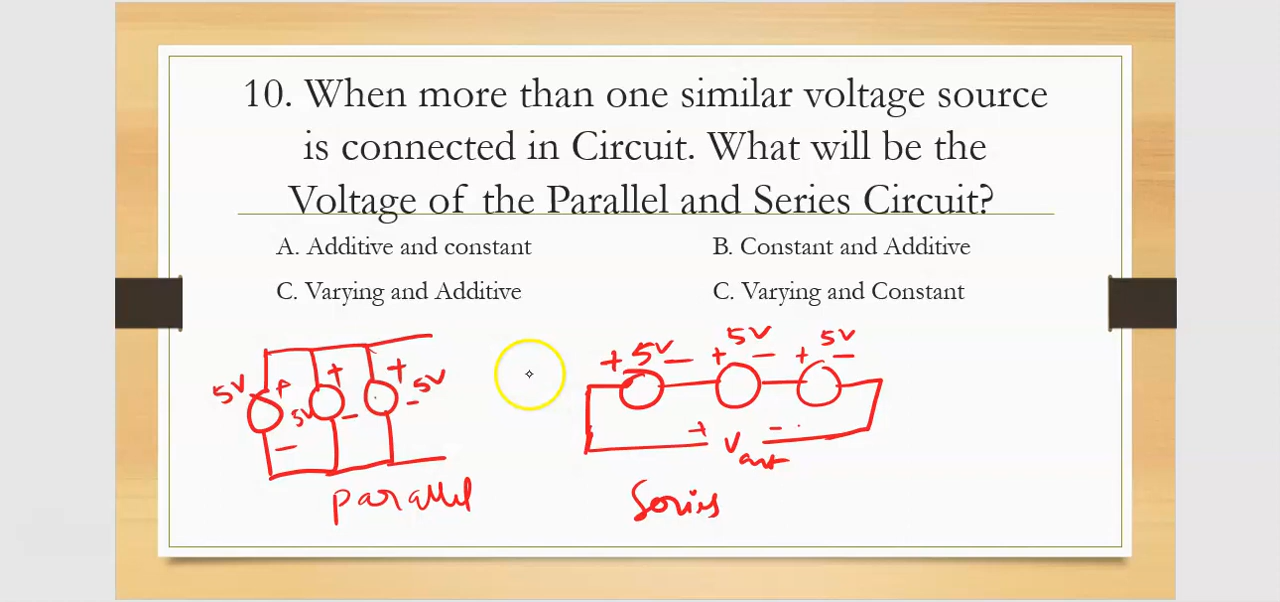 10. When more than one similar voltage source
is connected in Circuit. What will be the
Voltage of the Parallel and Series Circuit?
A. Additive and constant
B. Constant and Additive
C. Varying and Additive
C. Varying and Constant
5V + 5V + + 5V
- - -
+ 5V - + 5V - + 5V -
+ Vout -
parallel
Series